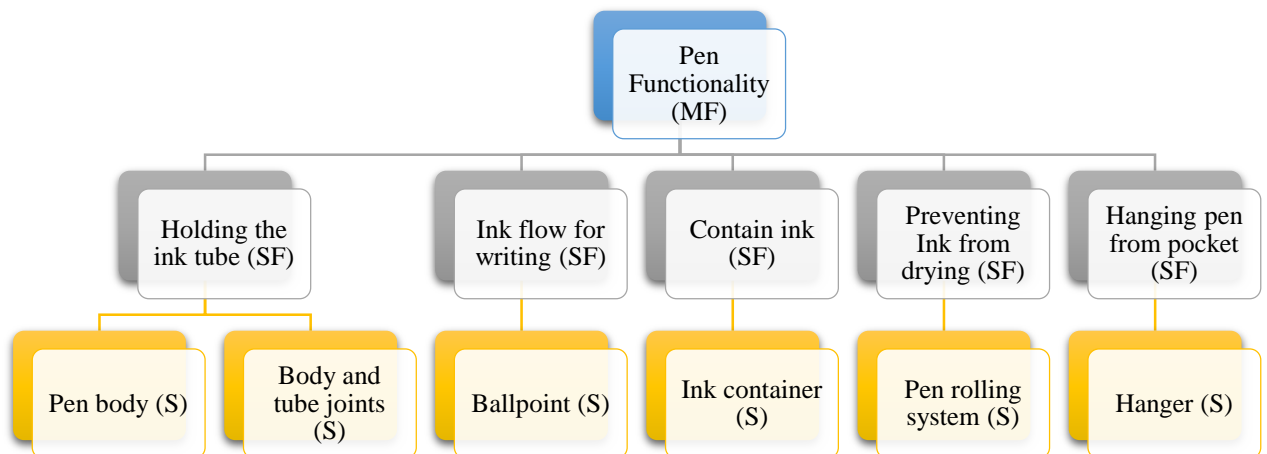 Pen
Functionality
(MF)
Holding the
ink tube (SF)
Ink flow for
writing (SF)
Contain ink
(SF)
Preventing
Ink from
drying (SF)
Hanging pen
from pocket
(SF)
Pen body (S)
Body and
tube joints
(S)
Ballpoint (S)
Ink container
(S)
Pen rolling
system (S)
Hanger (S)